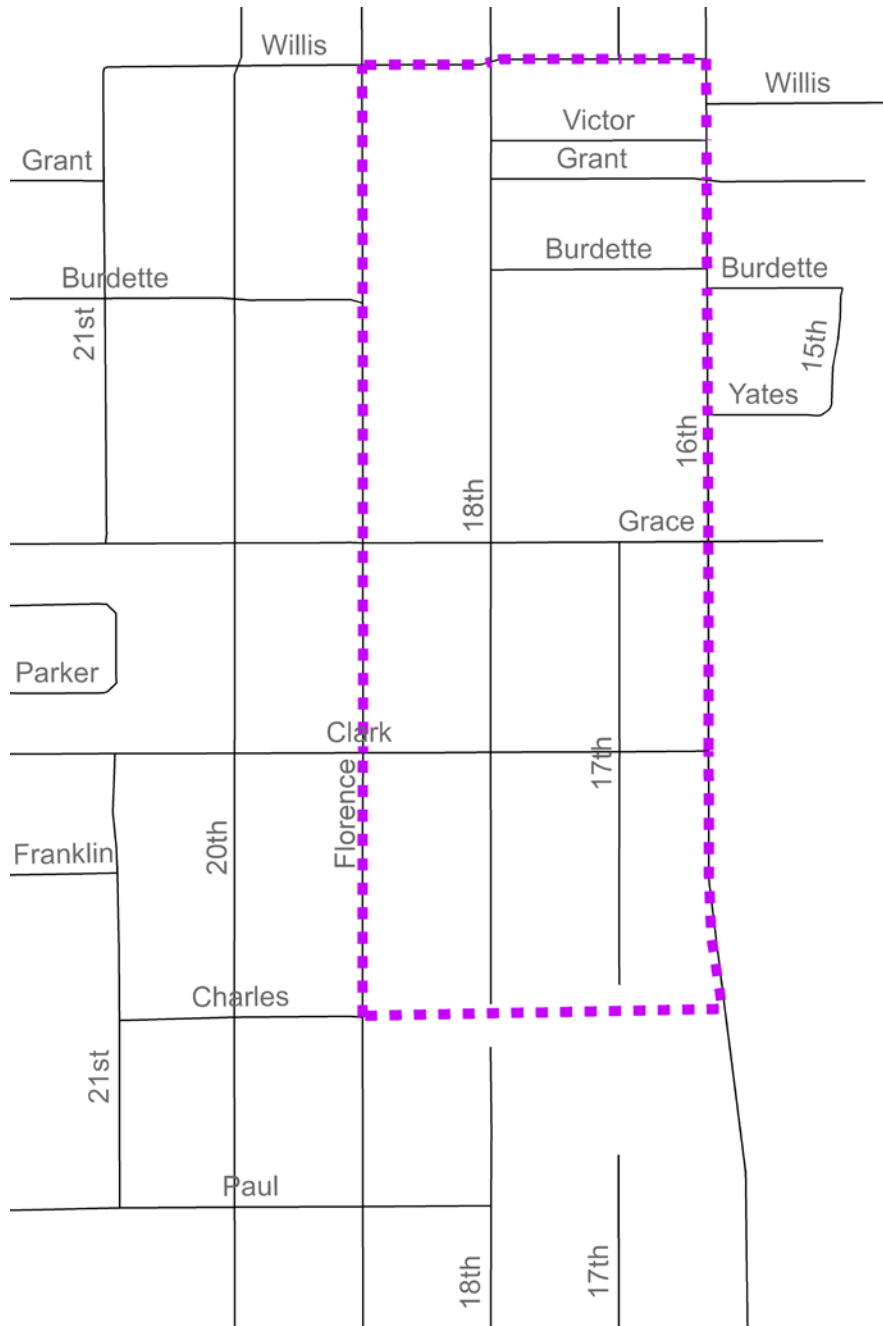 Willis
Willis
Victor
Grant
Grant
Burdette
Burdette
Burdette
21st
15th
Yates
16th
18th
Grace
Parker
Clark
17th
Florence
20th
Franklin
Charles
21st
Paul
18th
17th